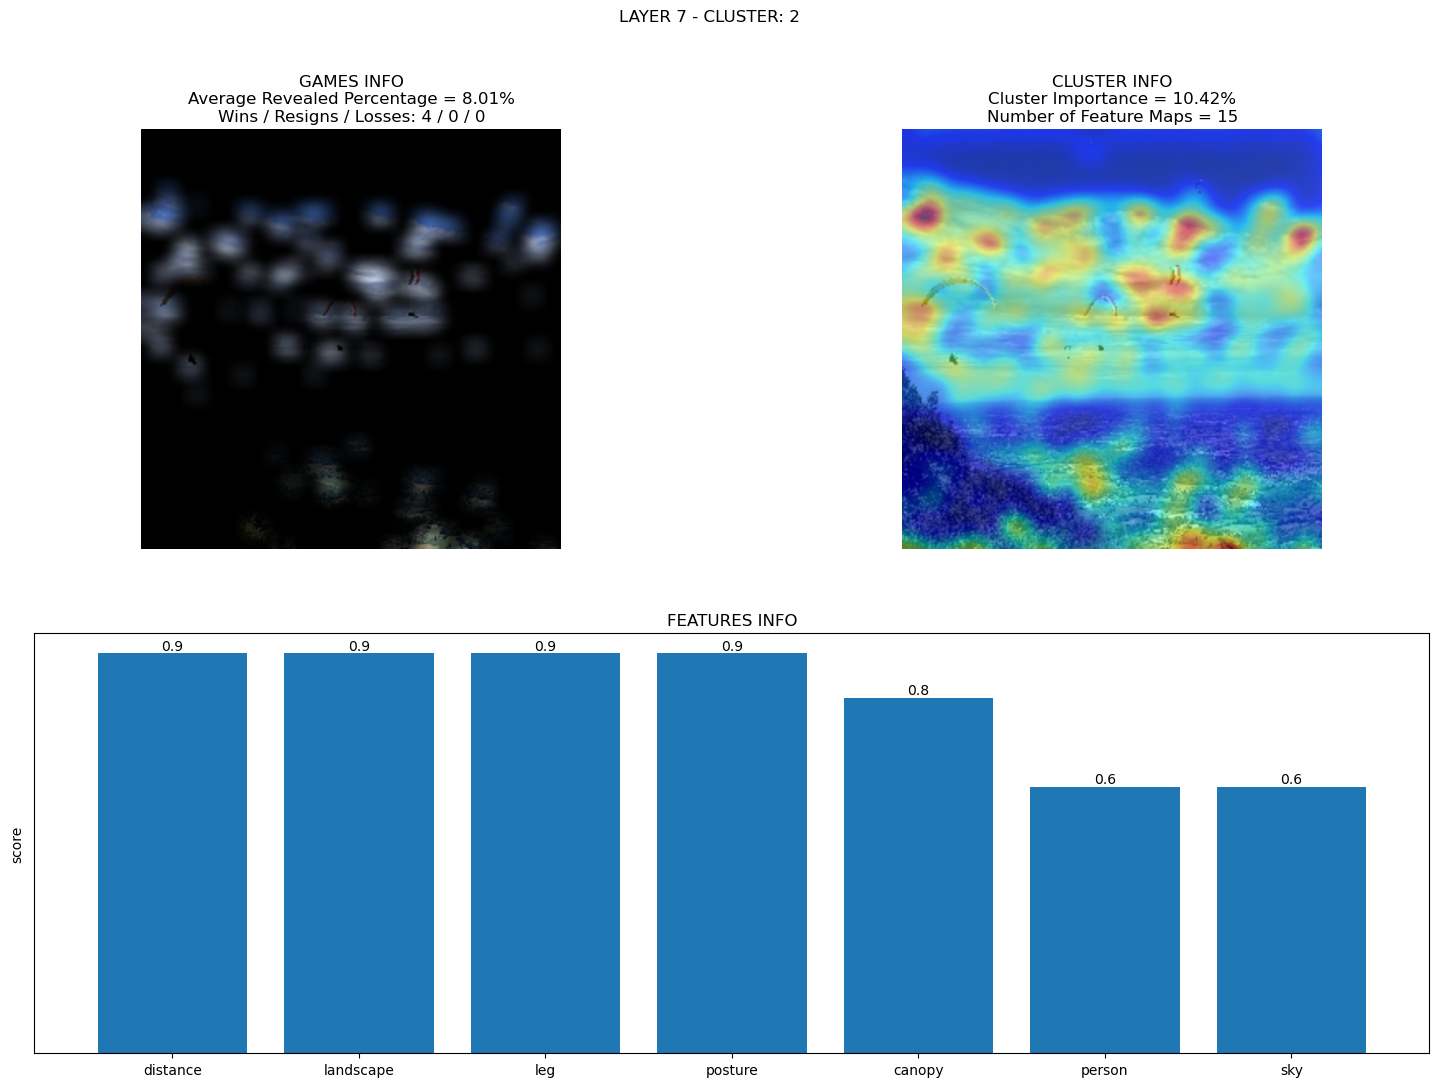 LAYER 7 - CLUSTER: 2
GAMES INFO
Average Revealed Percentage = 8.01%
Wins / Resigns / Losses: 4 / 0 / 0
CLUSTER INFO
Cluster Importance = 10.42%
Number of Feature Maps = 15
FEATURES INFO
score
0.9
0.9
0.9
0.9
0.8
0.6
0.6
distance
landscape
leg
posture
canopy
person
sky